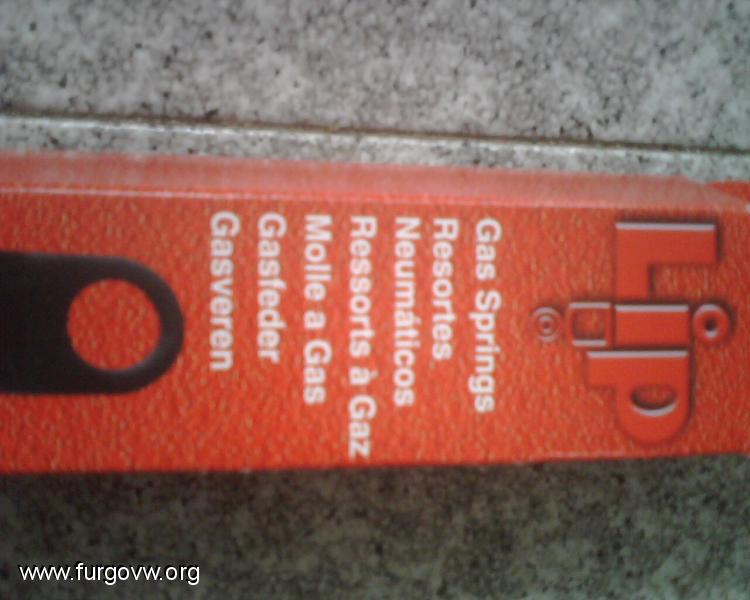 Lip
Gas Springs
Resortes
Neumáticos
Ressorts à Gaz
Molle a Gas
Gasfeder
Gasveren
www.furgovw.org